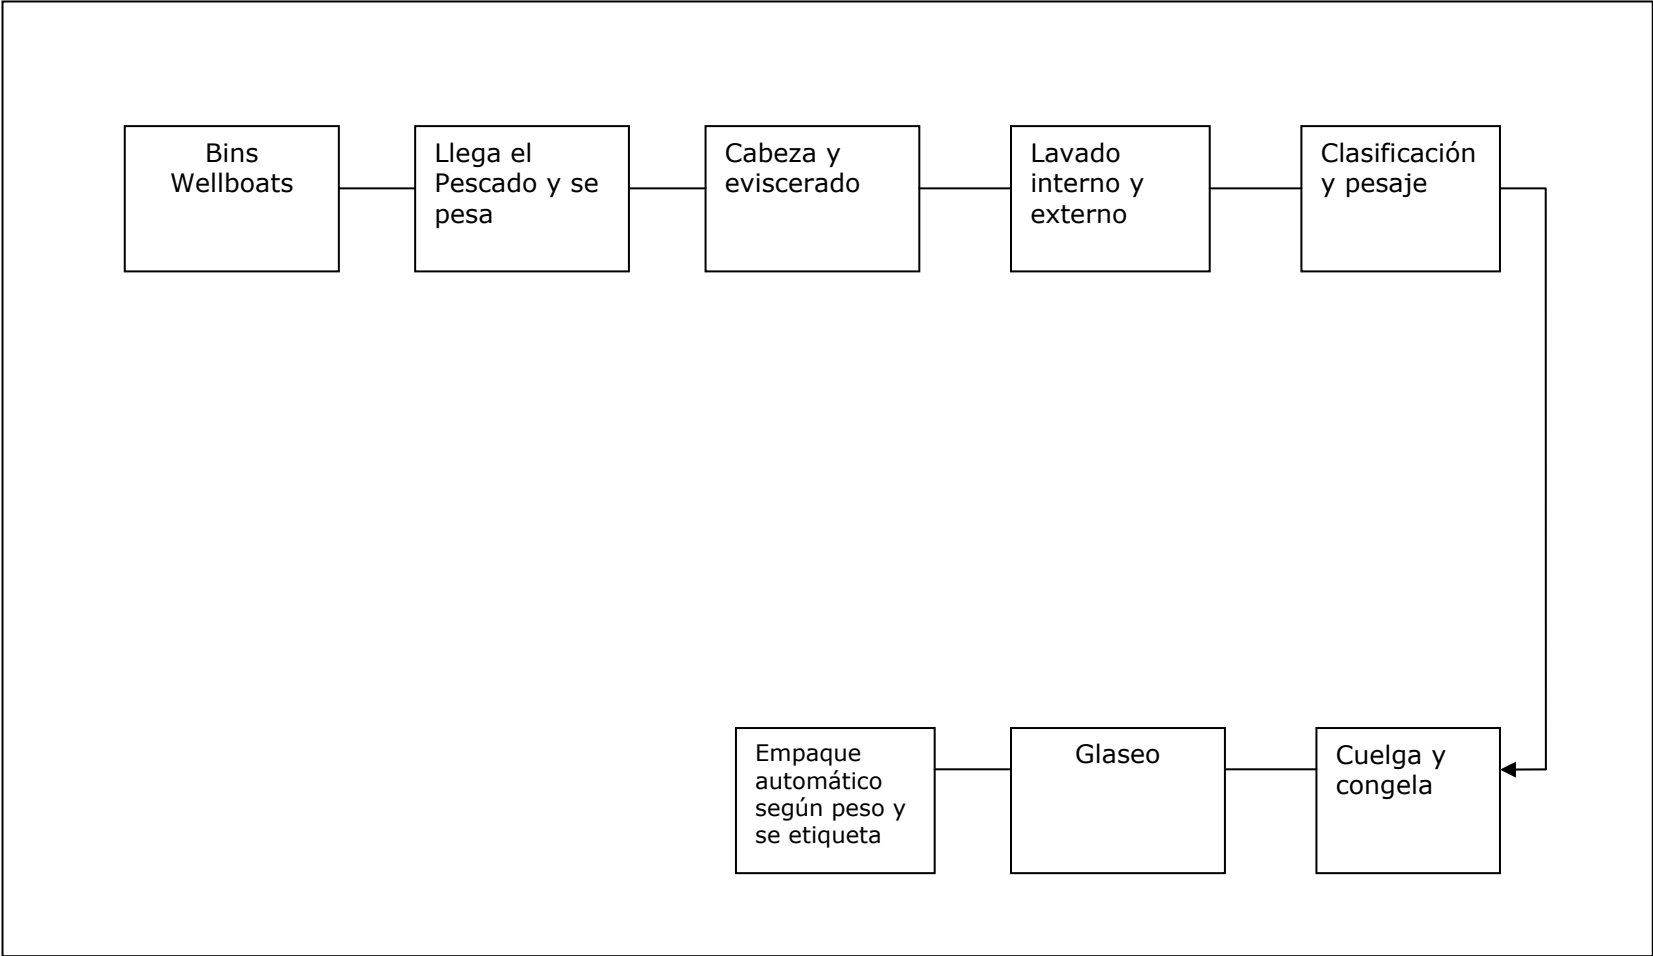 Bins
Wellboats
Llega el
Pescado y se
pesa
Cabeza y
eviscerado
Lavado
interno y
externo
Clasificación
y pesaje
Empaque
automático
según peso y
se etiqueta
Glaseo
Cuelga y
congela